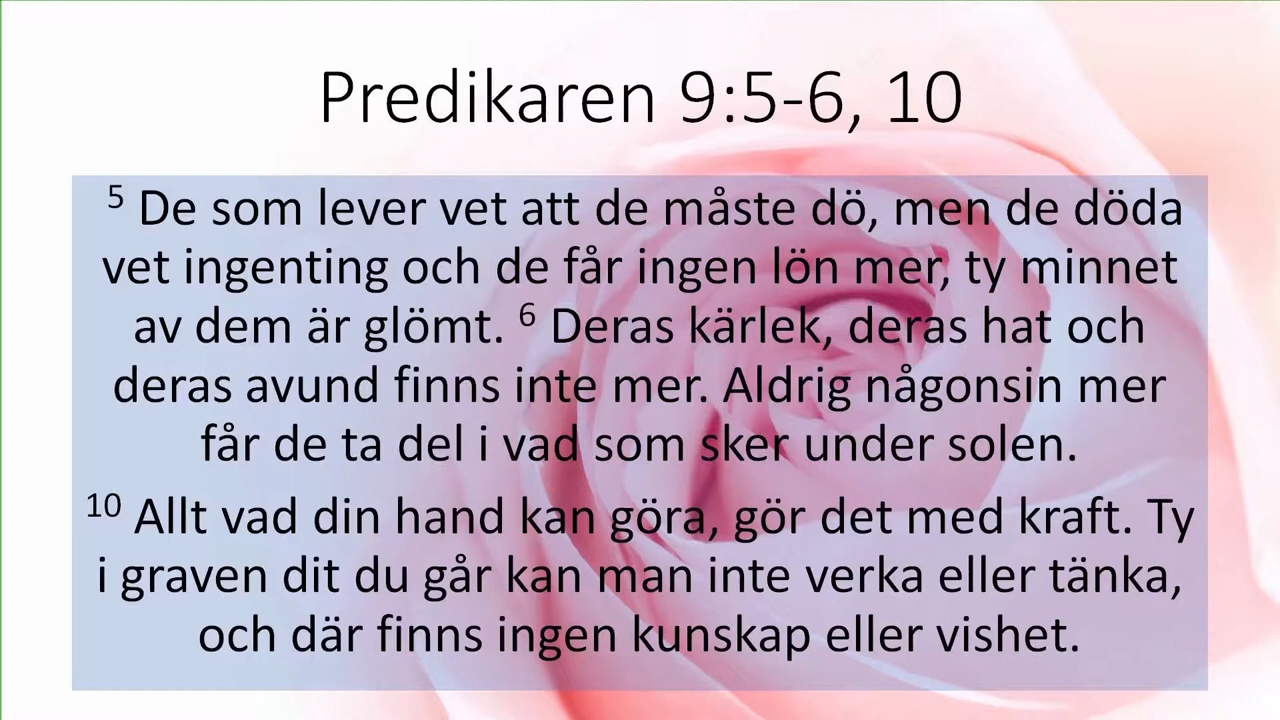 Predikaren 9:5-6, 10
5 De som lever vet att de måste dö, men de döda
vet ingenting och de får ingen lön mer, ty minnet
av dem är glömt. 6 Deras kärlek, deras hat och
deras avund finns inte mer. Aldrig någonsin mer
får de ta del i vad som sker under solen.
10 Allt vad din hand kan göra, gör det med kraft. Ty
i graven dit du går kan man inte verka eller tänka,
och där finns ingen kunskap eller vishet.